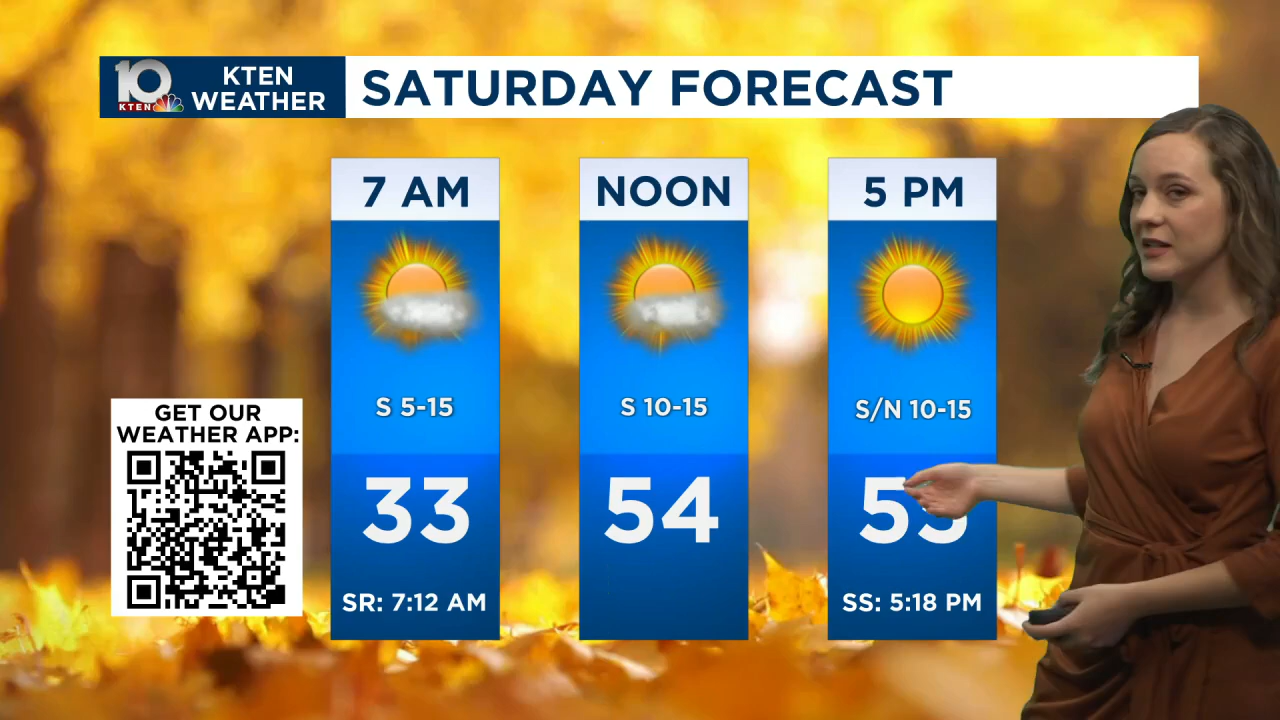 10
KTEN
KTEN
WEATHER
SATURDAY FORECAST
7 AM
S 5-15
33
SR: 7:12 AM
NOON
S 10-15
54
5 PM
S/N 10-15
SS: 5:18 PM
GET OUR
WEATHER APP: